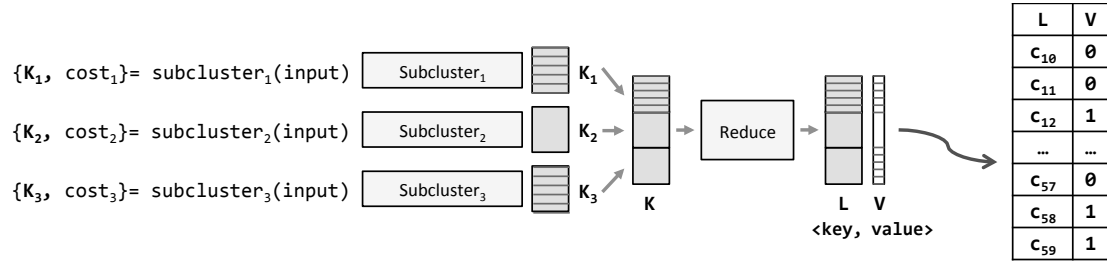 {K₁, cost₁}= subcluster₁(input)
Subcluster₁
K₁
{K₂, cost₂}= subcluster₂(input)
Subcluster₂
K₂
{K₃, cost₃}= subcluster₃(input)
Subcluster₃
K₃
K
Reduce
L V
<key, value>
L V
c₁₀ 0
c₁₁ 0
c₁₂ 1
… …
c₅₇ 0
c₅₈ 1
c₅₉ 1